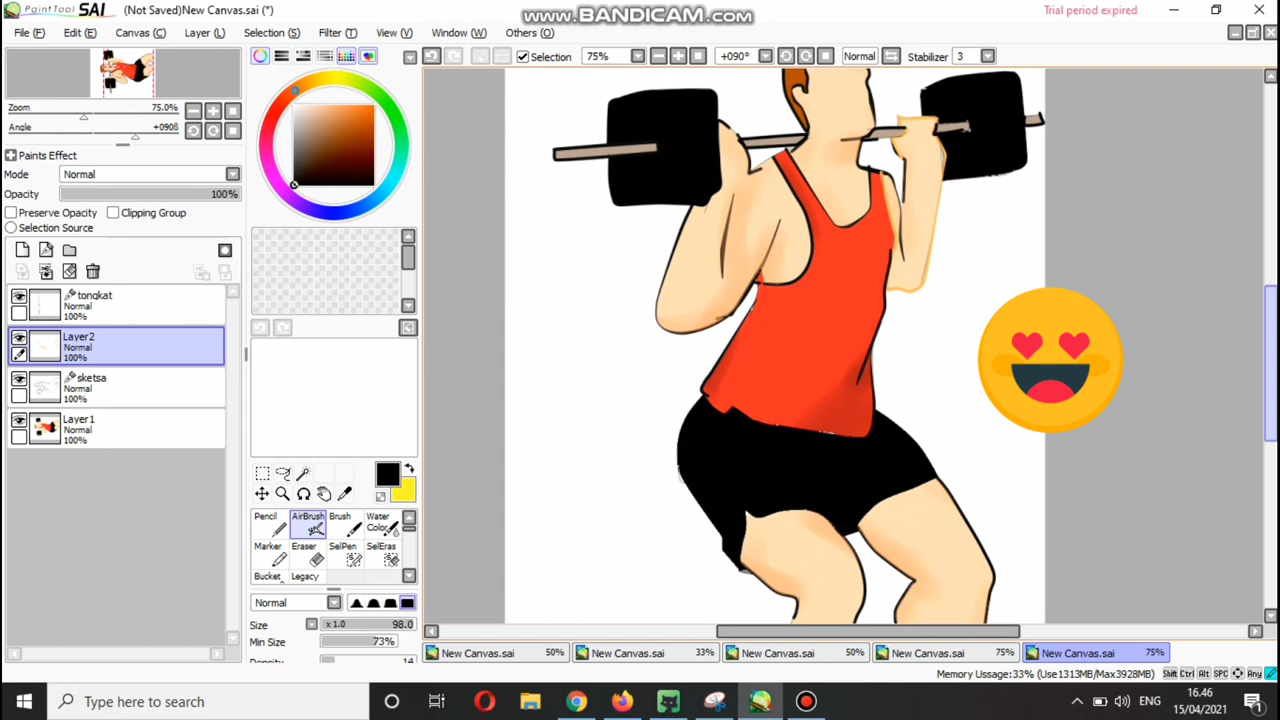 PaintTool SAI (Not Saved)New Canvas.sai (*)
www.BANDICAM.com
Trial period expired
File (F) Edit (E) Canvas (C) Layer (L) Selection (S) Filter (T) View (V) Window (W) Others (O)
Selection 75% +090° Normal Stabilizer 3
Zoom 75.0%
Angle +090ß
Paints Effect
Mode Normal
Opacity 100%
Preserve Opacity Clipping Group
Selection Source
tongkat
Normal
100%
Layer2
Normal
100%
sketsa
Normal
100%
Layer1
Normal
100%
Pencil AirBrush Brush Water Color
Marker Eraser SelPen SelEras
Bucket Legacy
Normal
Size x 1.0 98.0
Min Size 73%
Density 14
New Canvas.sai 50% New Canvas.sai 33% New Canvas.sai 50% New Canvas.sai 75% New Canvas.sai 75%
Memory Usage:33% (Use1313MB/Max3928MB) Shift Ctrl Alt SPC Any
Type here to search
ENG
16.46
15/04/2021
1